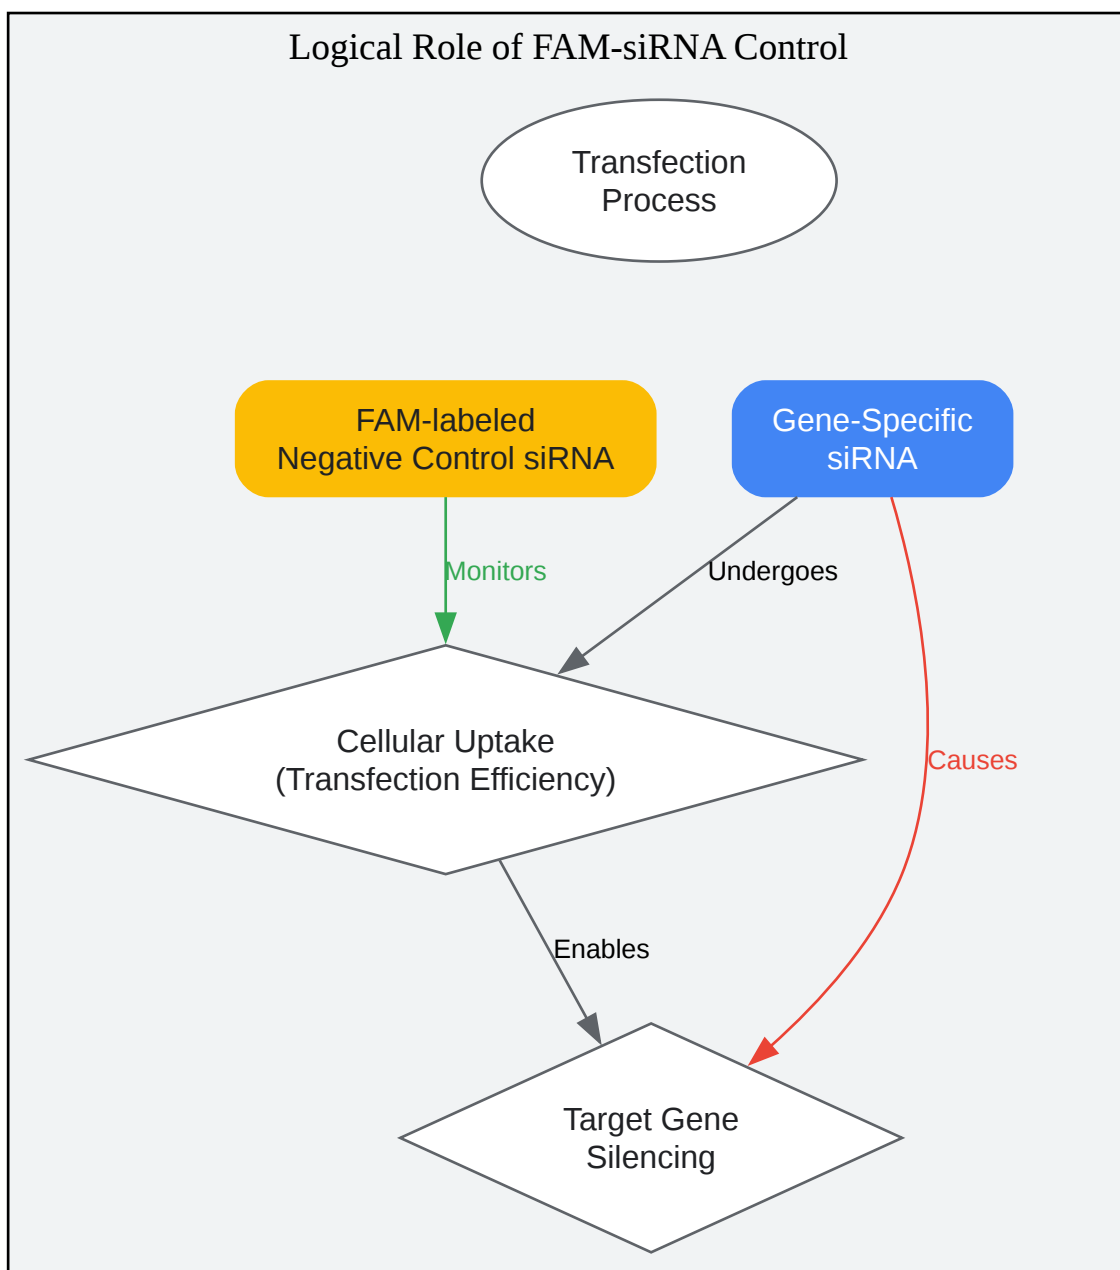 Logical Role of FAM-siRNA Control
Transfection
Process
FAM-labeled
Negative Control siRNA
Gene-Specific
siRNA
Monitors
Undergoes
Cellular Uptake
(Transfection Efficiency)
Causes
Enables
Target Gene
Silencing